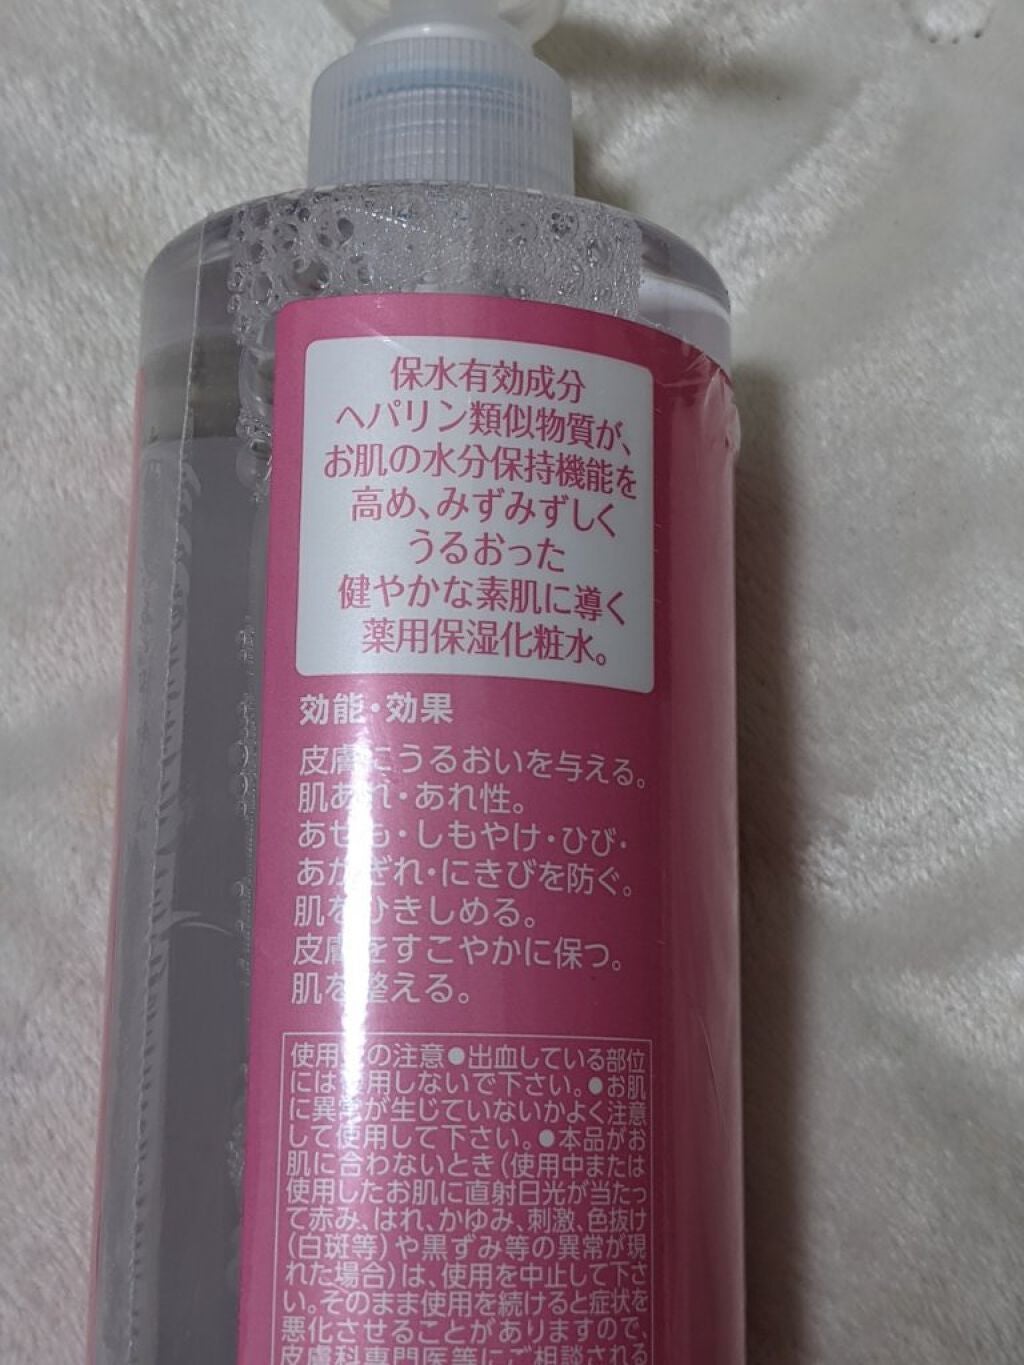 保水有効成分
ヘパリン類似物質が、
お肌の水分保持機能を
高め、みずみずしく
うるおった
健やかな素肌に導く
薬用保湿化粧水。
効能・効果
皮膚にうるおいを与える。
肌あれ・あれ性。
あせも・しもやけ・ひび・
あかぎれ・にきびを防ぐ。
肌をひきしめる。
皮膚をすこやかに保つ。
肌を整える。
使用上の注意●出血している部位
には使用しないで下さい。●お肌
に異常が生じていないかよく注意
して使用して下さい。●本品がお
肌に合わないとき(使用中または
使用したお肌に直射日光が当たっ
て赤み、はれ、かゆみ、刺激、色抜け
(白斑等)や黒ずみ等の異常が現
れた場合)は、使用を中止して下さ
い。そのまま使用を続けると症状を
悪化させることがありますので、
皮膚科専門医等にご相談される